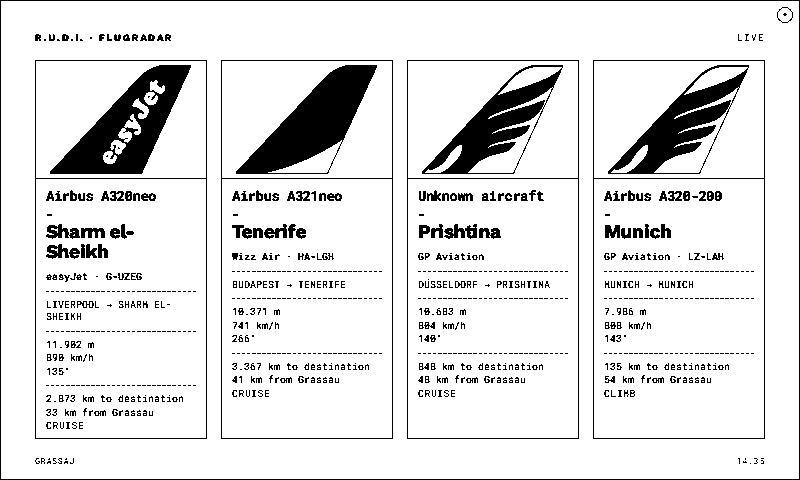 R.U.D.I. · FLUGRADAR
LIVE
easyJet
Airbus A320neo
-
Sharm el-
Sheikh
easyJet · G-UZEG
LIVERPOOL → SHARM EL-
SHEIKH
11.902 m
890 km/h
135°
2.873 km to destination
33 km from Grassau
CRUISE
Airbus A321neo
-
Tenerife
Wizz Air · HA-LGH
BUDAPEST → TENERIFE
10.371 m
741 km/h
266°
3.367 km to destination
41 km from Grassau
CRUISE
Unknown aircraft
-
Prishtina
GP Aviation
DÜSSELDORF → PRISHTINA
10.683 m
804 km/h
140°
848 km to destination
48 km from Grassau
CRUISE
Airbus A320-200
-
Munich
GP Aviation · LZ-LAH
MUNICH → MUNICH
7.986 m
808 km/h
143°
135 km to destination
54 km from Grassau
CLIMB
GRASSAU
14.35